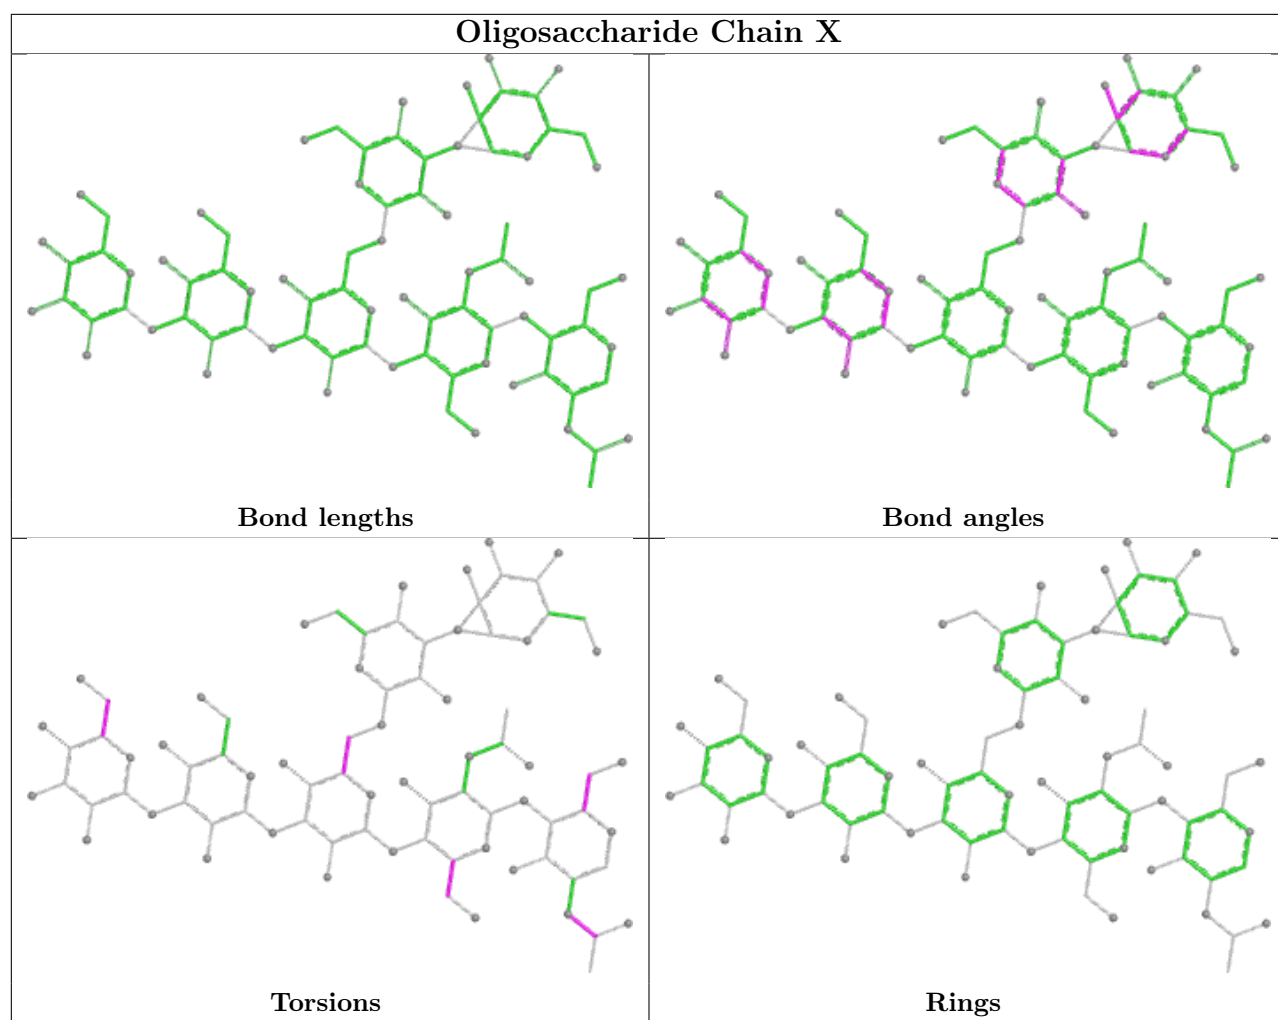 Oligosaccharide Chain X
Bond lengths
Bond angles
Torsions
Rings